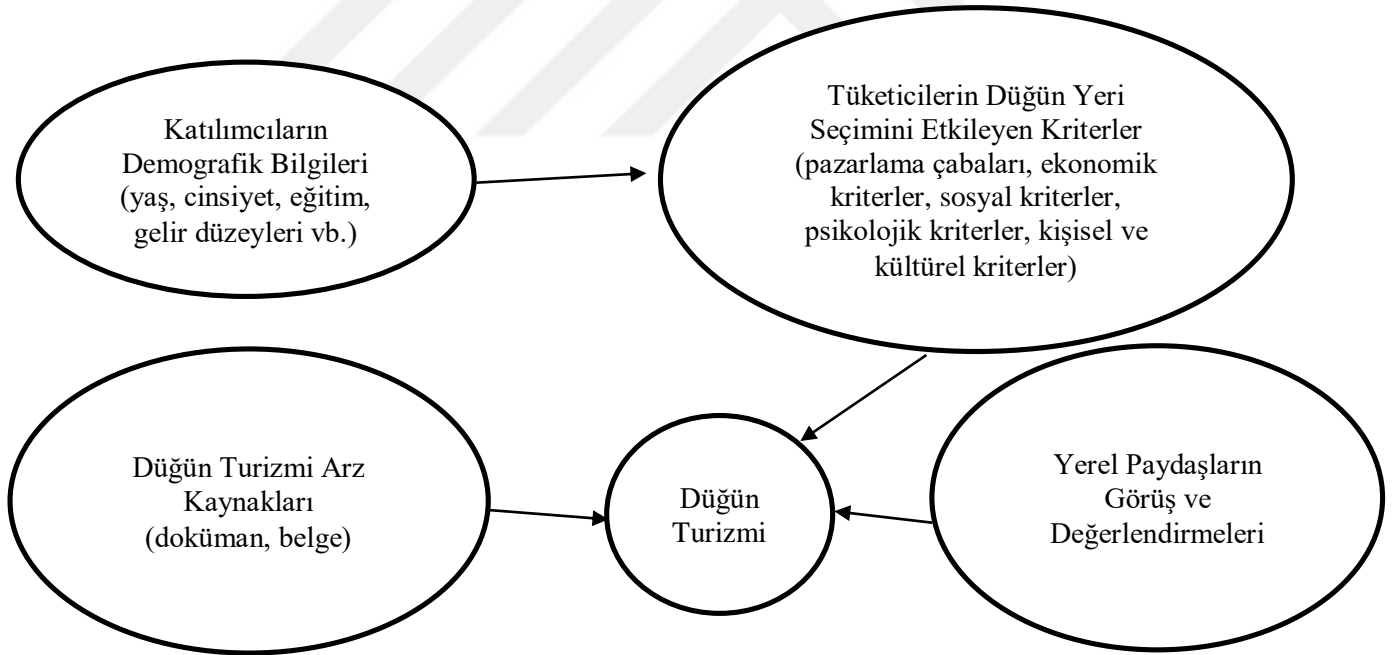 Katılımcıların
Demografik Bilgileri
(yaş, cinsiyet, eğitim,
gelir düzeyleri vb.)
Tüketicilerin Düğün Yeri
Seçimini Etkileyen Kriterler
(pazarlama çabaları, ekonomik
kriterler, sosyal kriterler,
psikolojik kriterler, kişisel ve
kültürel kriterler)
Düğün Turizmi Arz
Kaynakları
(doküman, belge)
Düğün
Turizmi
Yerel Paydaşların
Görüş ve
Değerlendirmeleri